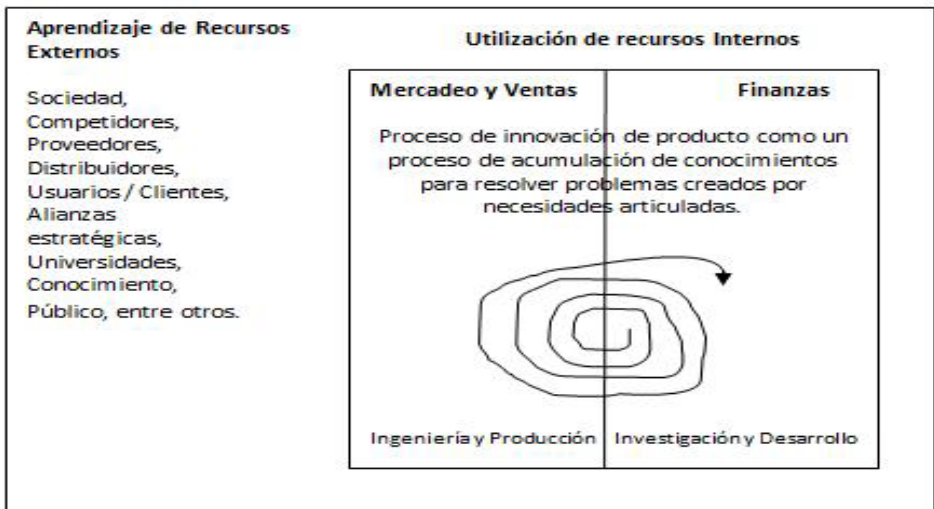 Aprendizaje de Recursos
Externos
Sociedad,
Competidores,
Proveedores,
Distribuidores,
Usuarios / Clientes,
Alianzas
estratégicas,
Universidades,
Conocimiento,
Público, entre otros.
Utilización de recursos Internos
Mercadeo y Ventas
Finanzas
Proceso de innovación de producto como un
proceso de acumulación de conocimientos
para resolver problemas creados por
necesidades articuladas.
Ingeniería y Producción
Investigación y Desarrollo